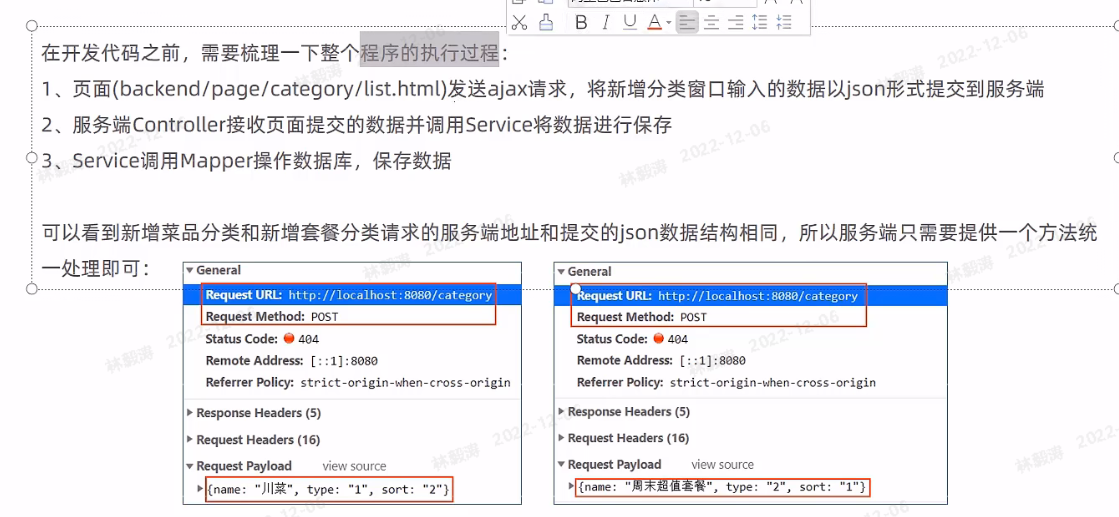 B I U A
在开发代码之前，需要梳理一下整个程序的执行过程：
1、页面(backend/page/category/list.html)发送ajax请求，将新增分类窗口输入的数据以json形式提交到服务端
2、服务端Controller接收页面提交的数据并调用Service将数据进行保存
3、Service调用Mapper操作数据库，保存数据
可以看到新增菜品分类和新增套餐分类请求的服务端地址和提交的json数据结构相同，所以服务端只需要提供一个方法统
一处理即可：
General
Request URL: http://localhost:8080/category
Request Method: POST
Status Code: 404
Remote Address: [::1]:8080
Referrer Policy: strict-origin-when-cross-origin
Response Headers (5)
Request Headers (16)
Request Payload view source
{name: "川菜", type: "1", sort: "2"}
General
Request URL: http://localhost:8080/category
Request Method: POST
Status Code: 404
Remote Address: [::1]:8080
Referrer Policy: strict-origin-when-cross-origin
Response Headers (5)
Request Headers (16)
Request Payload view source
{name: "周末超值套餐", type: "2", sort: "1"}
林毅涛 2022-12-06